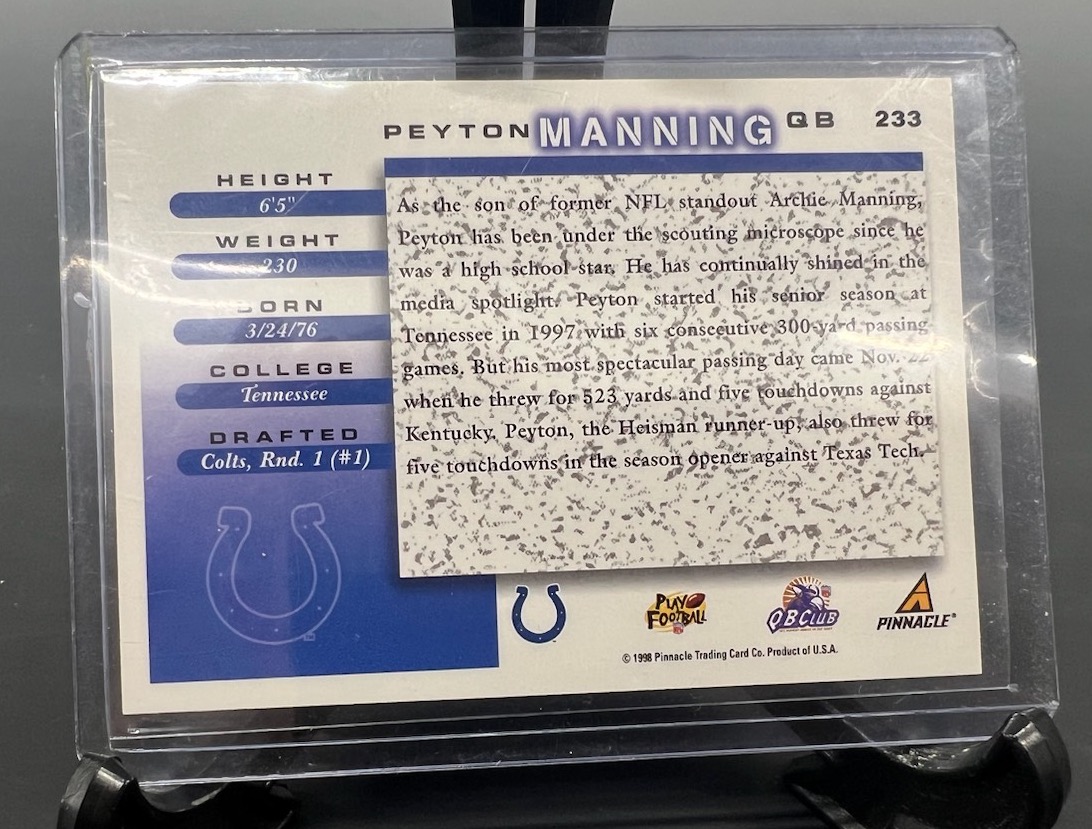 PEYTON MANNING QB 233
HEIGHT
6'5"
WEIGHT
230
BORN
3/24/76
COLLEGE
Tennessee
DRAFTED
Colts, Rnd. 1 (#1)
As the son of former NFL standout Archie Manning,
Peyton has been under the scouting microscope since he
was a high school star. He has continually shined in the
media spotlight. Peyton started his senior season at
Tennessee in 1997 with six consecutive 300-yard passing
games. But his most spectacular passing day came Nov. 22
when he threw for 523 yards and five touchdowns against
Kentucky. Peyton, the Heisman runner-up, also threw for
five touchdowns in the season opener against Texas Tech.
PLAY
FOOTBALL
QB CLUB
PINNACLE®
© 1998 Pinnacle Trading Card Co. Product of U.S.A.